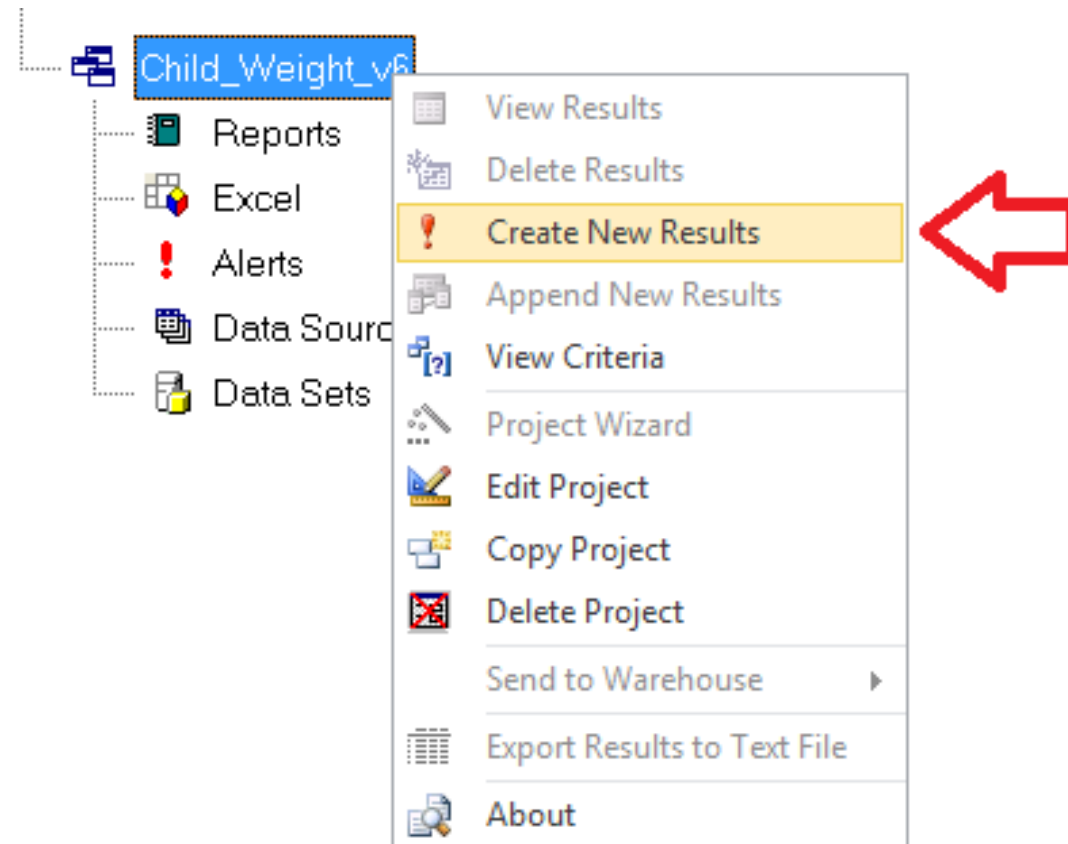 Child_Weight_v6
Reports
Excel
Alerts
Data Sourc
Data Sets
View Results
Delete Results
Create New Results
Append New Results
View Criteria
Project Wizard
Edit Project
Copy Project
Delete Project
Send to Warehouse
Export Results to Text File
About